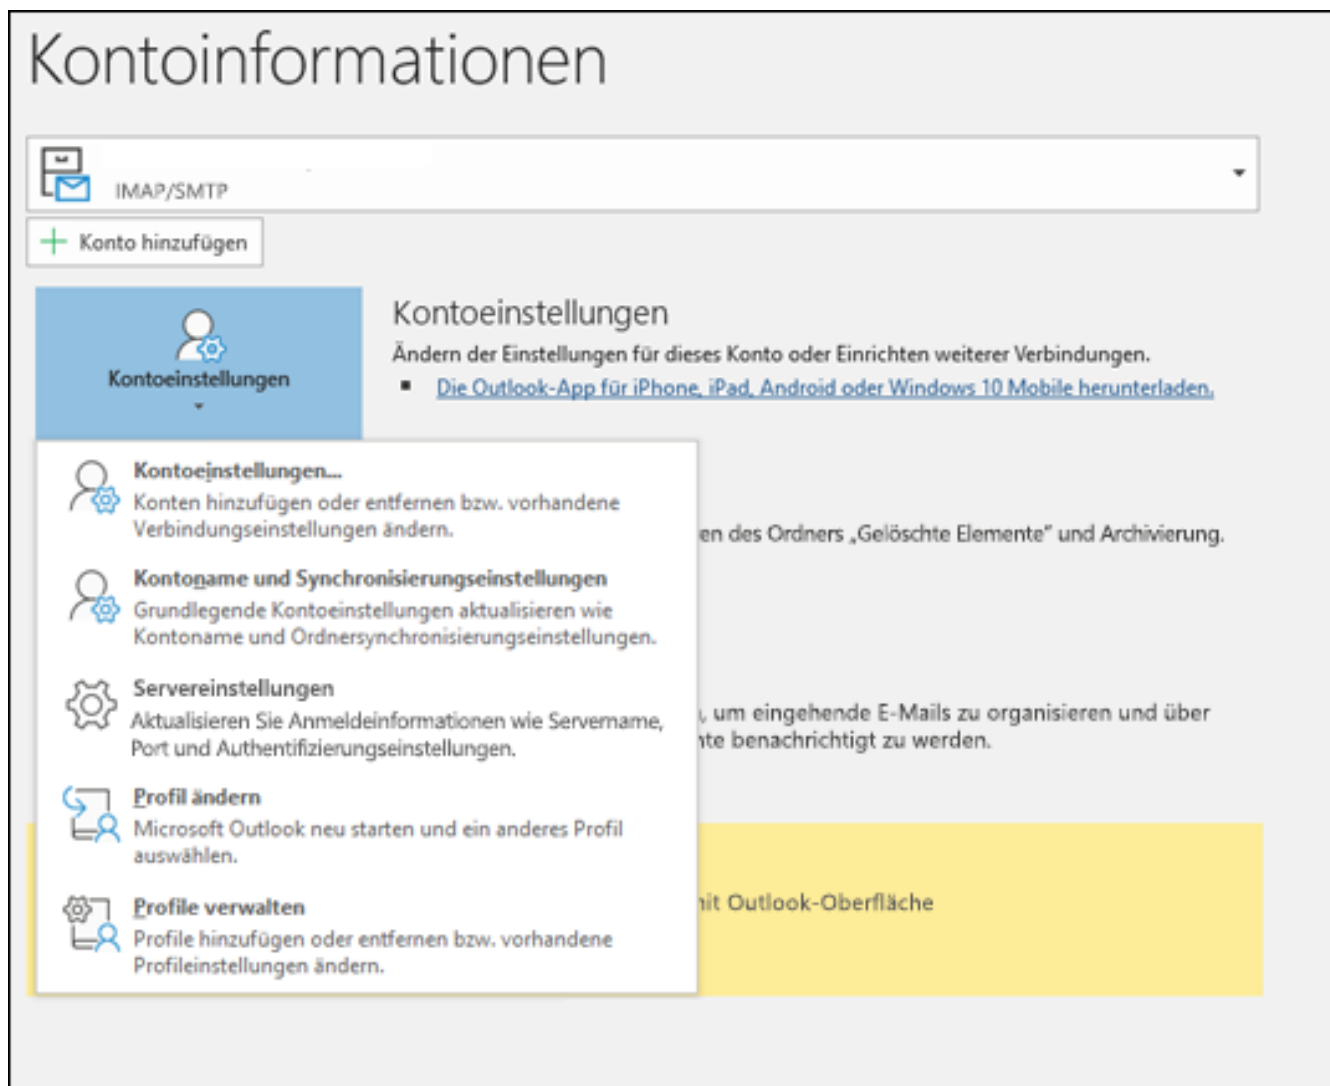 Kontoinformationen
IMAP/SMTP
Konto hinzufügen
Kontoeinstellungen
Kontoeinstellungen
Ändern der Einstellungen für dieses Konto oder Einrichten weiterer Verbindungen.
Die Outlook-App für iPhone, iPad, Android oder Windows 10 Mobile herunterladen.
Kontoeinstellungen...
Konten hinzufügen oder entfernen bzw. vorhandene
Verbindungseinstellungen ändern.
en des Ordners „Gelöschte Elemente“ und Archivierung.
Kontoname und Synchronisierungseinstellungen
Grundlegende Kontoeinstellungen aktualisieren wie
Kontoname und Ordnersynchronisierungseinstellungen.
Servereinstellungen
Aktualisieren Sie Anmeldeinformationen wie Servername,
Port und Authentifizierungseinstellungen.
, um eingehende E-Mails zu organisieren und über
nte benachrichtigt zu werden.
Profil ändern
Microsoft Outlook neu starten und ein anderes Profil
auswählen.
Profile verwalten
Profile hinzufügen oder entfernen bzw. vorhandene
Profileinstellungen ändern.
mit Outlook-Oberfläche